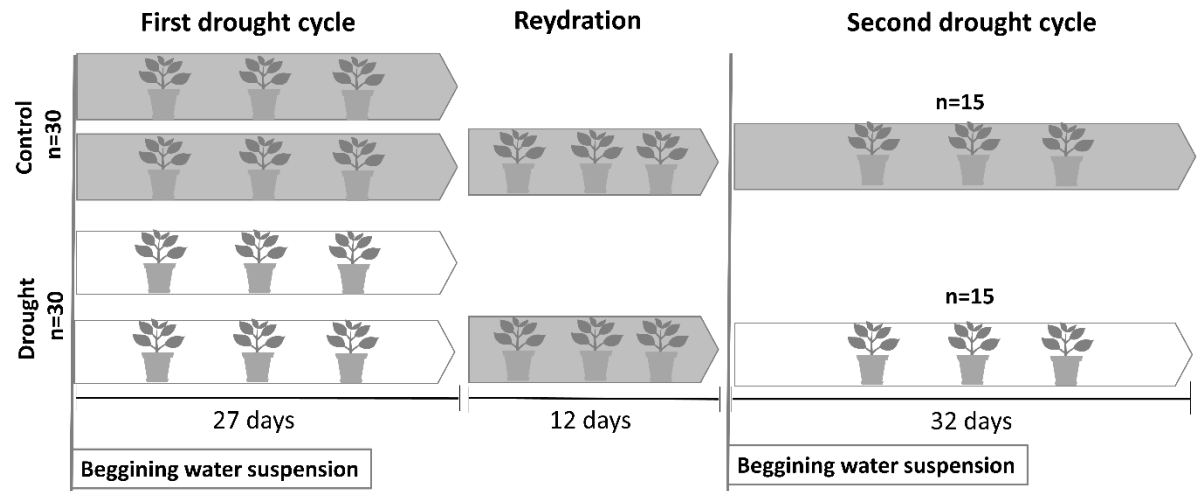 First drought cycle
Reydration
Second drought cycle
Control
n=30
n=15
Drought
n=30
n=15
27 days
12 days
32 days
Beggining water suspension
Beggining water suspension